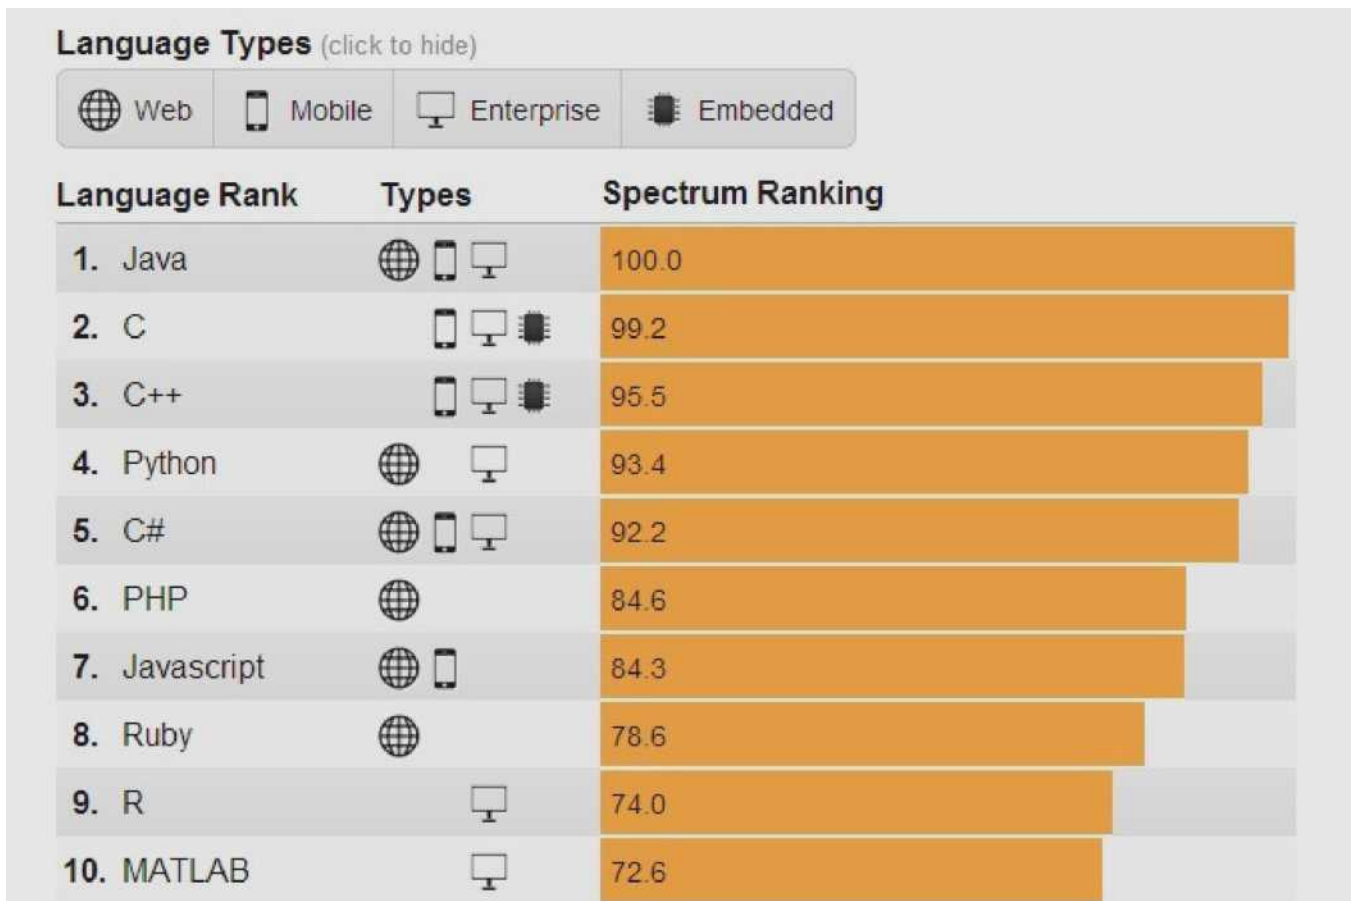 Language Types (click to hide)
Web Mobile Enterprise Embedded
Language Rank Types Spectrum Ranking
1. Java 100.0
2. C 99.2
3. C++ 95.5
4. Python 93.4
5. C# 92.2
6. PHP 84.6
7. Javascript 84.3
8. Ruby 78.6
9. R 74.0
10. MATLAB 72.6